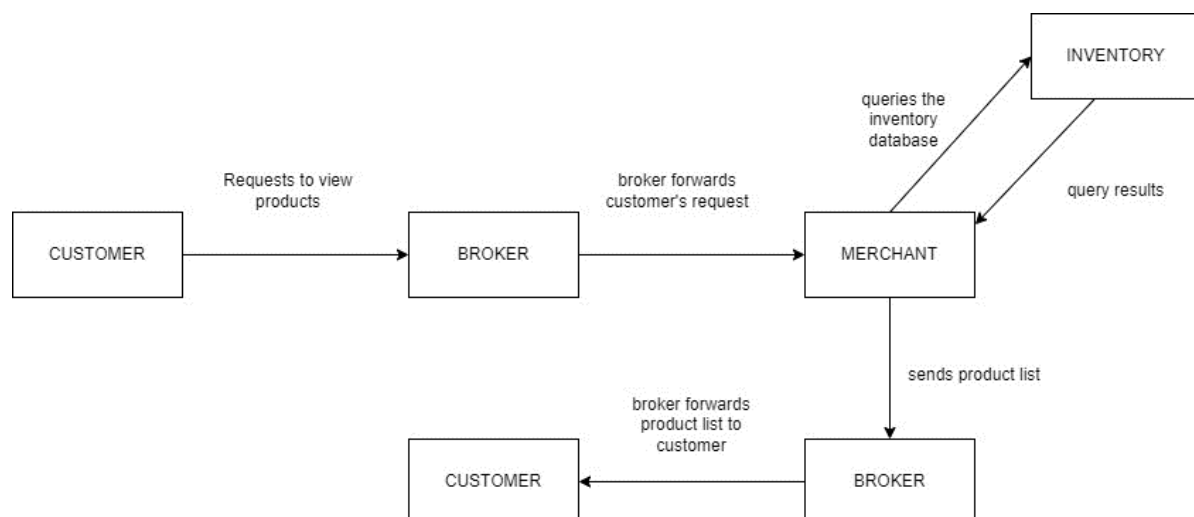 INVENTORY
queries the
inventory
database
Requests to view
products
broker forwards
customer's request
query results
CUSTOMER
BROKER
MERCHANT
sends product list
broker forwards
product list to
customer
CUSTOMER
BROKER